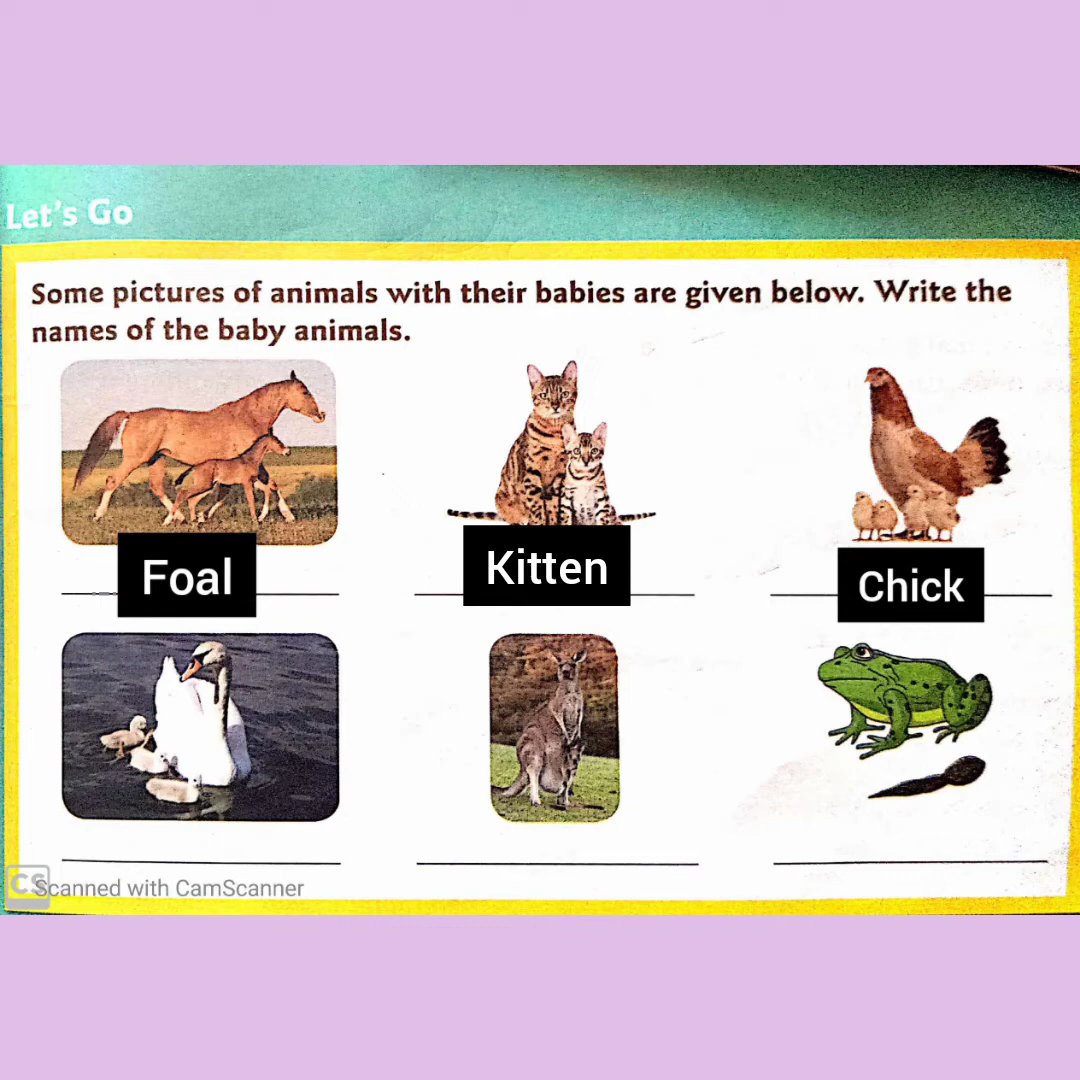 Let's Go
Some pictures of animals with their babies are given below. Write the
names of the baby animals.
Foal
Kitten
Chick
CS Scanned with CamScanner